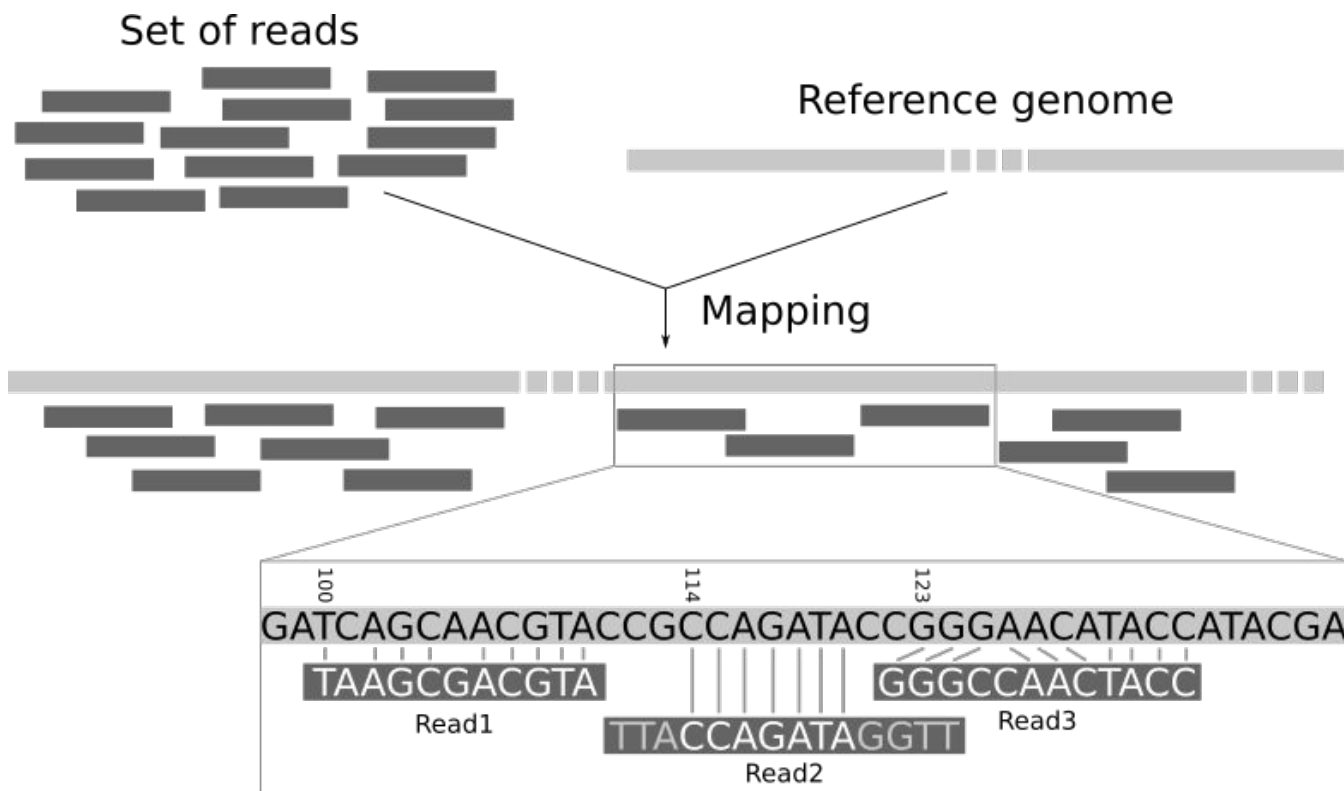 Set of reads
Reference genome
Mapping
100 114 123
GATCAGCAACGTACCGCCAGATACCGGGAACATACCATACGA
TAAGCGACGTA
GGGCCAACTACC
Read1
Read3
TTACCAGATAGGTT
Read2